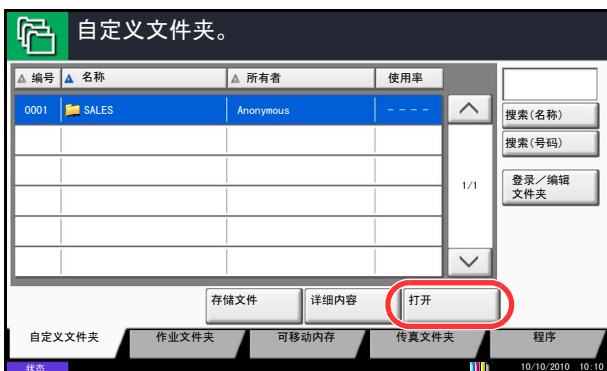 自定义文件夹。
编号 名称 所有者 使用率
0001 SALES Anonymous - - - -
搜索(名称)
搜索(号码)
1/1
登录／编辑
文件夹
存储文件 详细内容 打开
自定义文件夹 作业文件夹 可移动内存 传真文件夹 程序
状态 10/10/2010 10:10